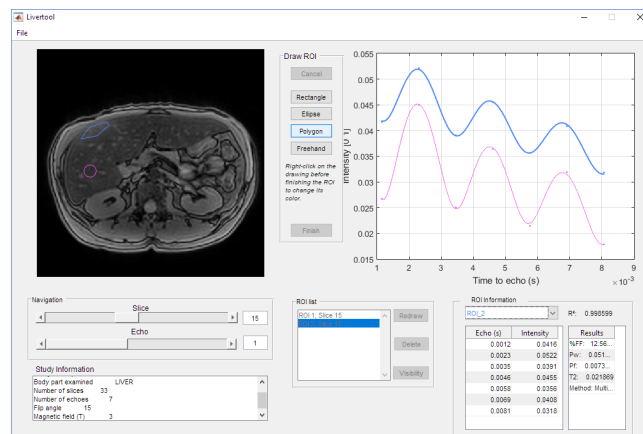 Livertool
File
Draw ROI
Cancel
Rectangle
Ellipse
Polygon
Freehand
Right-click on the
drawing before
finishing the ROI
to change its
color.
Finish
Intensity [0 1]
0.055
0.05
0.045
0.04
0.035
0.03
0.025
0.02
0.015
1 2 3 4 5 6 7 8 9
Time to echo (s)
× 10⁻³
Navigation
Slice
15
Echo
1
Study Information
Body part examined LIVER
Number of slices 33
Number of echoes 7
Flip angle 15
Magnetic field (T) 3
ROI list
ROI 1, Slice 15
Redraw
Delete
Visibility
ROI Information
ROI_2
R²: 0.998599
Echo (s) Intensity
0.0012 0.0416
0.0023 0.0522
0.0035 0.0391
0.0046 0.0455
0.0058 0.0356
0.0069 0.0408
0.0081 0.0318
Results
%FF: 12.56...
Pw: 0.051...
Pf: 0.0073...
T2: 0.021869
Method: Multi...